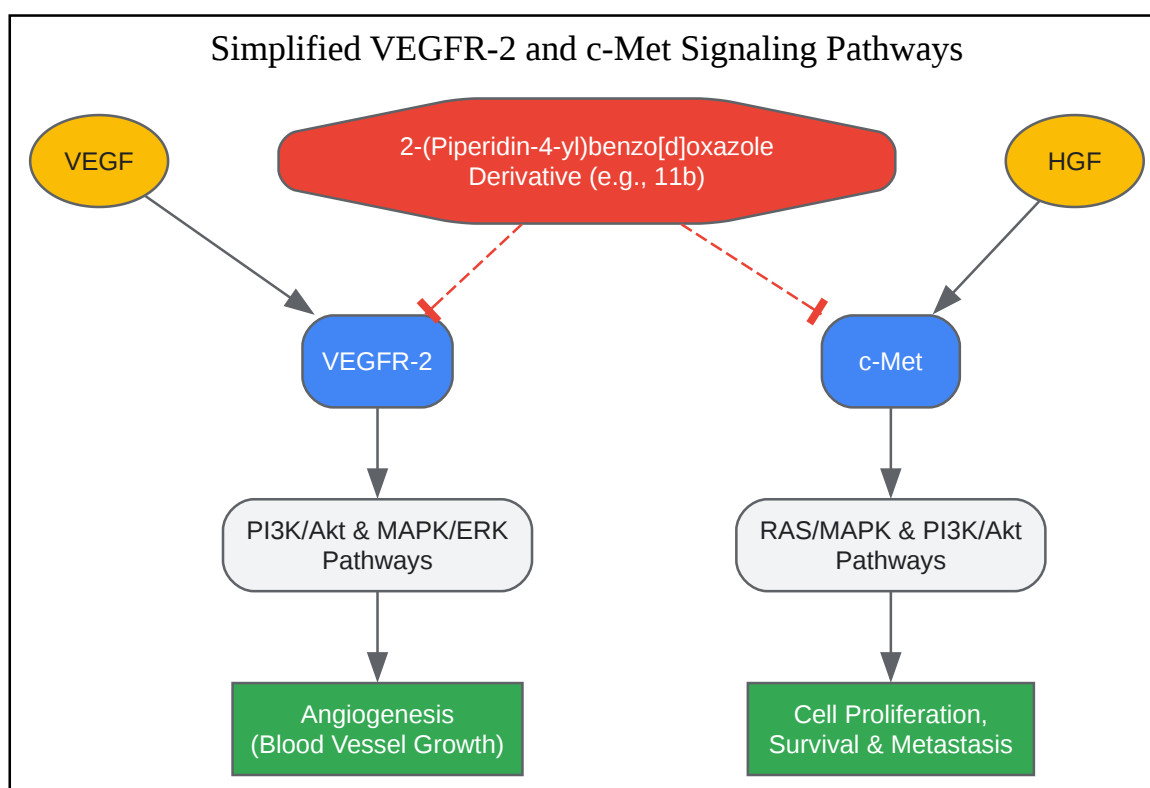 Simplified VEGFR-2 and c-Met Signaling Pathways
VEGF
2-(Piperidin-4-yl)benzo[d]oxazole
Derivative (e.g., 11b)
HGF
VEGFR-2
c-Met
PI3K/Akt & MAPK/ERK
Pathways
RAS/MAPK & PI3K/Akt
Pathways
Angiogenesis
(Blood Vessel Growth)
Cell Proliferation,
Survival & Metastasis